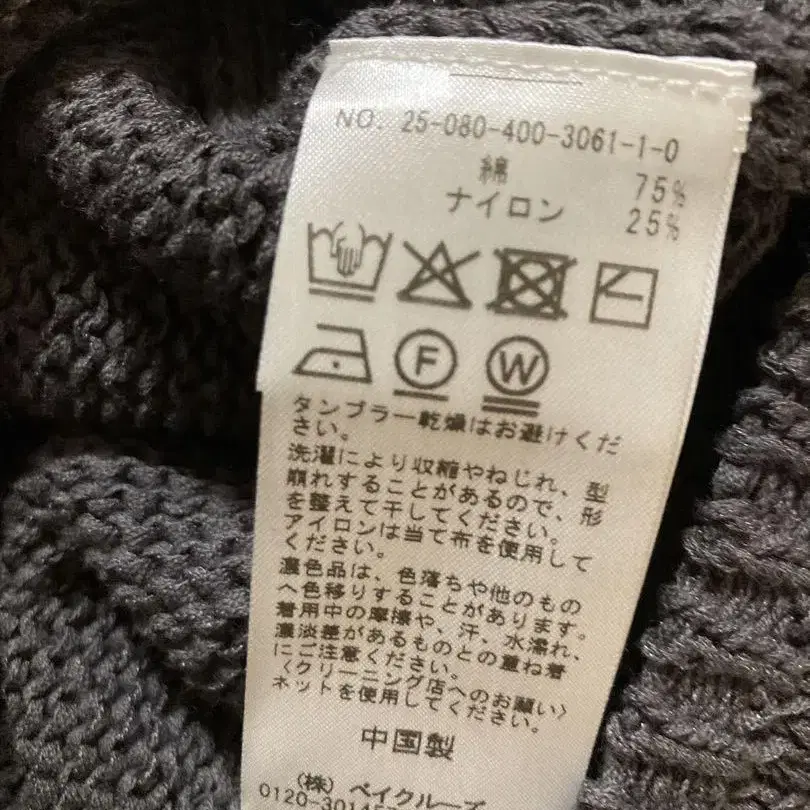 NO. 25-080-400-3061-1-0
綿 75%
ナイロン 25%
F W
タンブラー乾燥はお避けくだ
さい。
洗濯により収縮やねじれ、型
崩れすることがあるので、形
を整えて干してください。
アイロンは当て布を使用して
ください。
濃色品は、色落ちや他のもの
へ色移りすることがあります。
着用中の摩擦や、汗、水濡れ、
濃淡差があるものとの重ね着
にご注意ください。
〈クリーニング店へのお願い〉
ネットを使用してください。
中国製
(株) ベイクルーズ